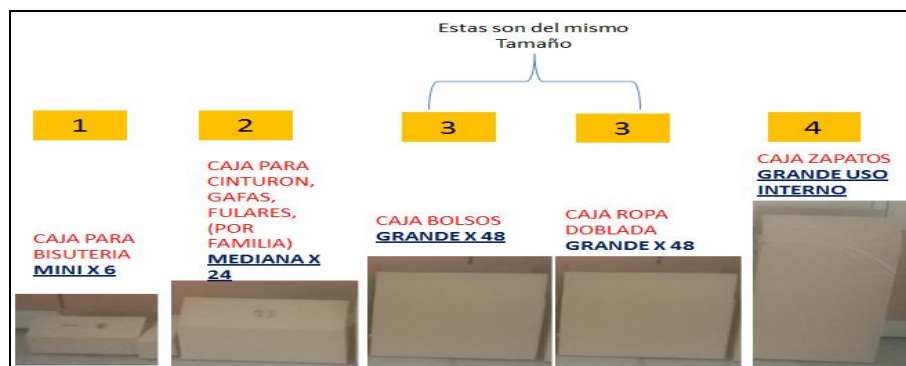 Estas son del mismo
Tamaño
1
2
3
3
4
CAJA PARA
BISUTERIA
MINI X 6
CAJA PARA
CINTURON,
GAFAS,
FULARES,
(POR
FAMILIA)
MEDIANA X
24
CAJA BOLSOS
GRANDE X 48
CAJA ROPA
DOBLADA
GRANDE X 48
CAJA ZAPATOS
GRANDE USO
INTERNO